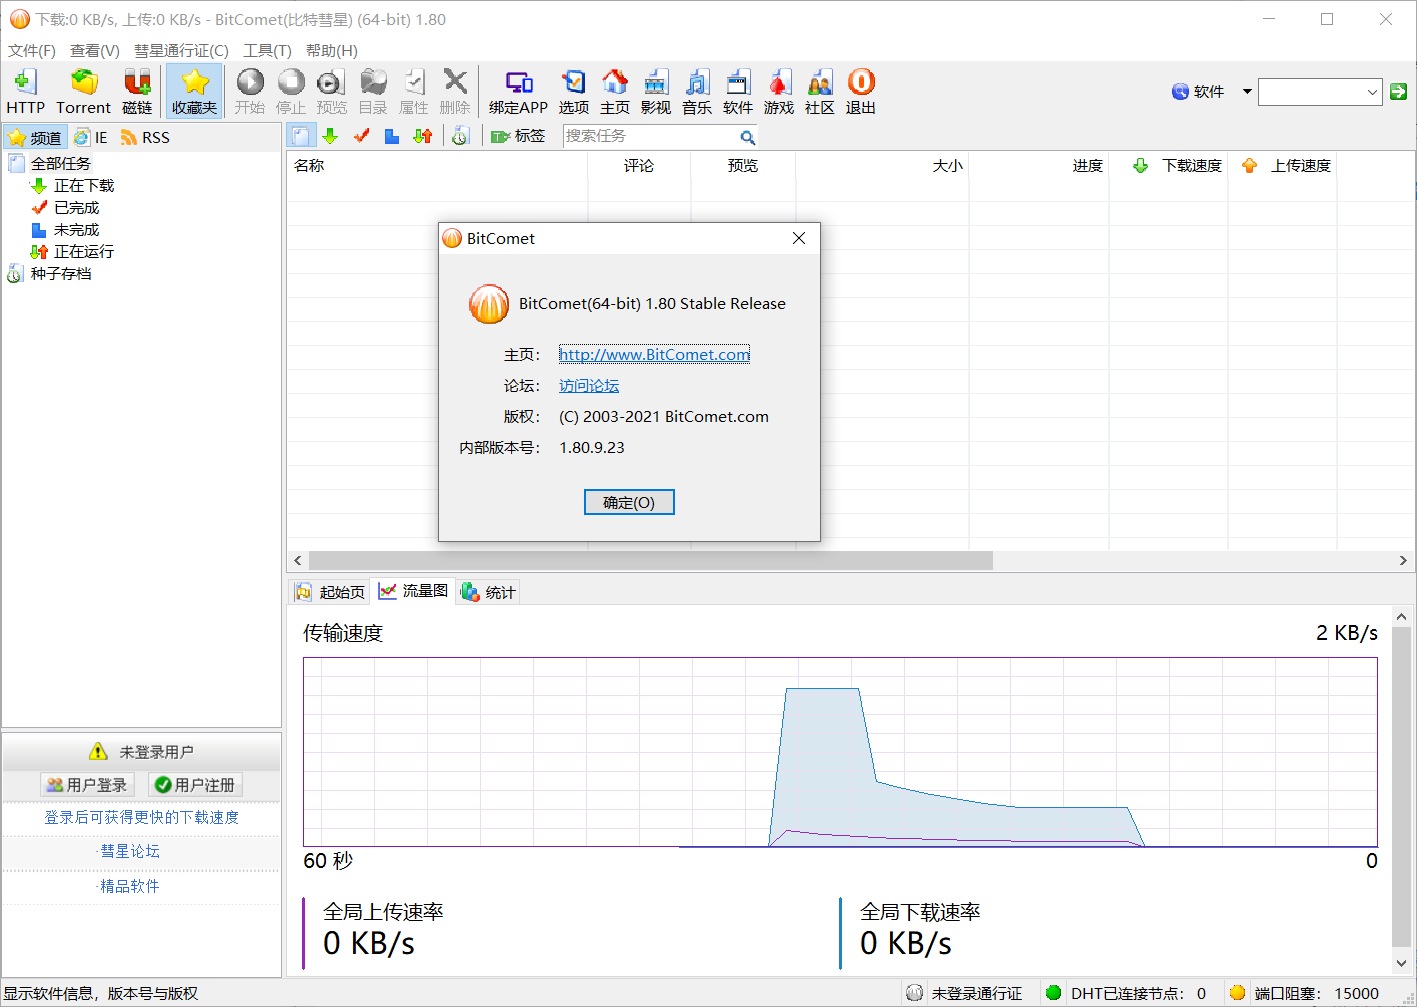 下载:0 KB/s, 上传:0 KB/s - BitComet(比特彗星) (64-bit) 1.80
文件(F) 查看(V) 彗星通行证(C) 工具(T) 帮助(H)
HTTP Torrent 磁链 收藏夹 开始 停止 预览 目录 属性 删除 绑定APP 选项 主页 影视 音乐 软件 游戏 社区 退出 软件
频道 IE RSS 标签 搜索任务
全部任务
正在下载
已完成
未完成
正在运行
种子存档
名称 评论 预览 大小 进度 下载速度 上传速度
BitComet
BitComet(64-bit) 1.80 Stable Release
主页: http://www.BitComet.com
论坛: 访问论坛
版权: (C) 2003-2021 BitComet.com
内部版本号: 1.80.9.23
确定(O)
起始页 流量图 统计
传输速度 2 KB/s
60 秒 0
全局上传速率
0 KB/s
全局下载速率
0 KB/s
未登录用户
用户登录 用户注册
登录后可获得更快的下载速度
·彗星论坛
·精品软件
显示软件信息，版本号与版权 未登录通行证 DHT已连接节点: 0 端口阻塞: 15000